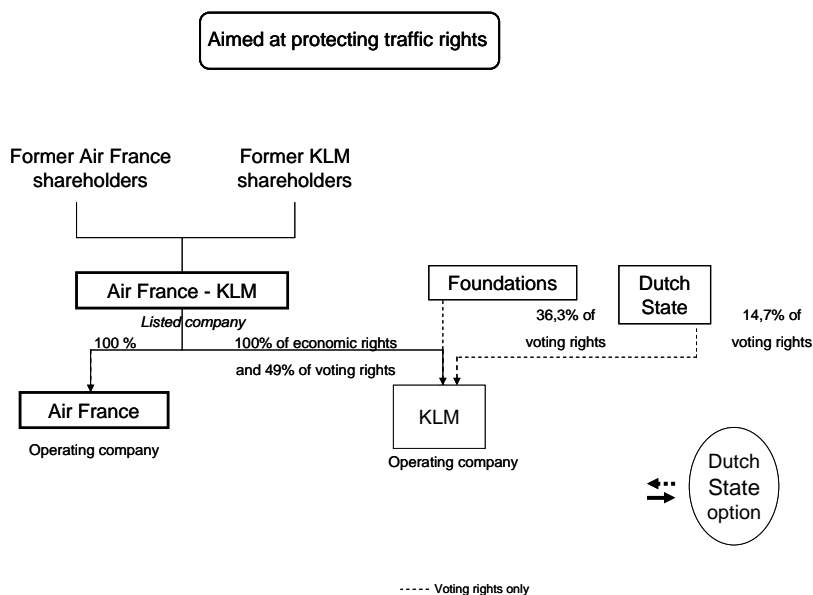 Aimed at protecting traffic rights
Former Air France
shareholders
Former KLM
shareholders
Air France - KLM
Listed company
Foundations
Dutch
State
36,3% of
voting rights
14,7% of
voting rights
100 %
100% of economic rights
and 49% of voting rights
Air France
Operating company
KLM
Operating company
Dutch
State
option
Voting rights only